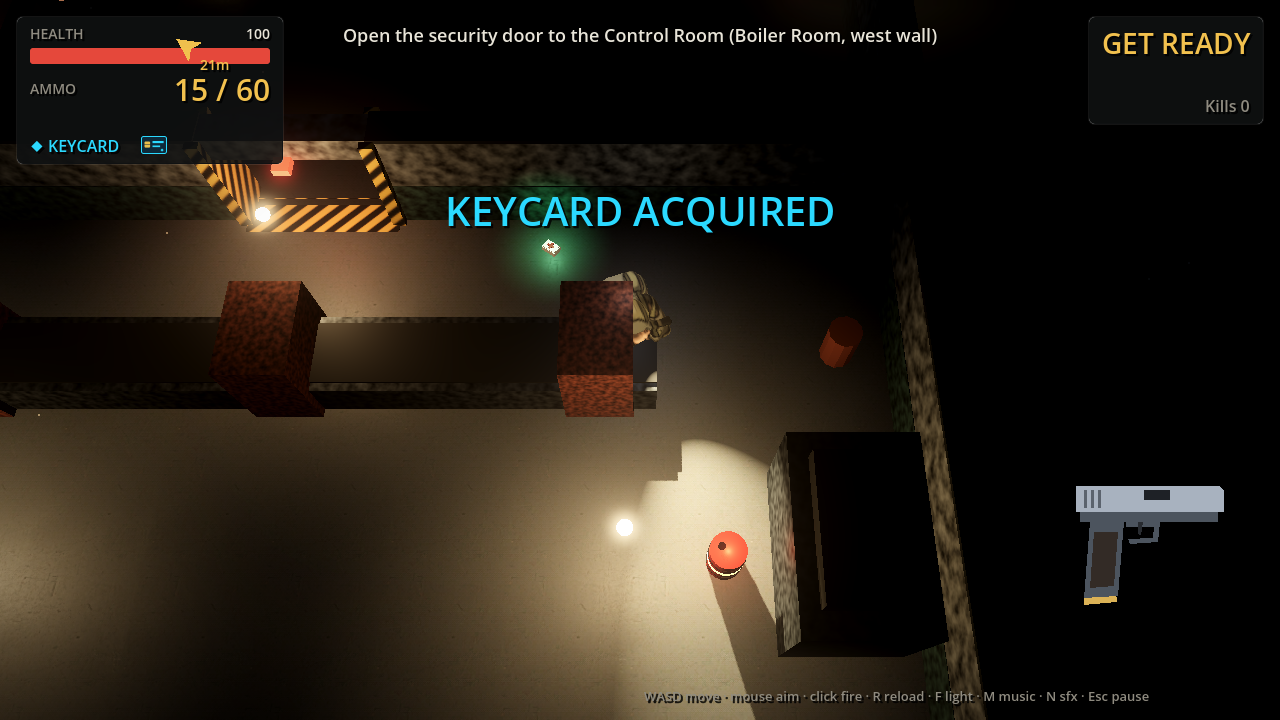 HEALTH 100
21m
AMMO 15 / 60
◆ KEYCARD
Open the security door to the Control Room (Boiler Room, west wall)
GET READY
Kills 0
KEYCARD ACQUIRED
WASD move · mouse aim · click fire · R reload · F light · M music · N sfx · Esc pause